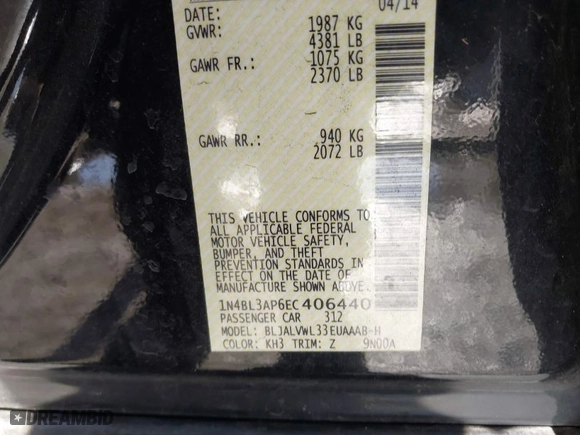 DATE: 04/14
GVWR: 1987 KG
4381 LB
GAWR FR.: 1075 KG
2370 LB
GAWR RR.: 940 KG
2072 LB
THIS VEHICLE CONFORMS TO
ALL APPLICABLE FEDERAL
MOTOR VEHICLE SAFETY,
BUMPER, AND THEFT
PREVENTION STANDARDS IN
EFFECT ON THE DATE OF
MANUFACTURE SHOWN ABOVE.
1N4BL3AP6EC406440
PASSENGER CAR 312
MODEL: BLJALVWL33EUAAAB-H
COLOR: KH3 TRIM: Z 9N00A
DREAMBID